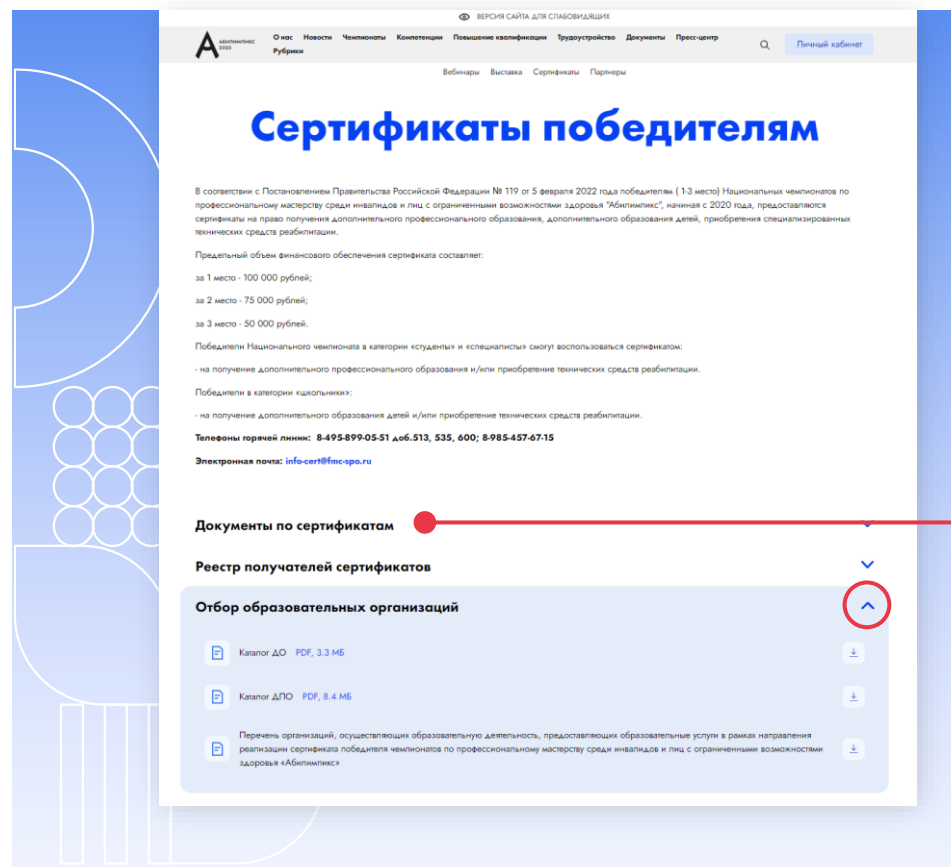 ВЕРСИЯ САЙТА ДЛЯ СЛАБОВИДЯЩИХ
АБИЛИМПИКС
О нас Новости Чемпионаты Компетенции Повышение квалификации Трудоустройство Документы Пресс-центр
Рубрики
Личный кабинет
Вебинары Выставка Сертификаты Партнеры
Сертификаты победителям
В соответствии с Постановлением Правительства Российской Федерации № 119 от 5 февраля 2022 года победителям ( 1-3 место) Национальных чемпионатов по
профессиональному мастерству среди инвалидов и лиц с ограниченными возможностями здоровья "Абилимпикс", начиная с 2020 года, предоставляются
сертификаты на право получения дополнительного профессионального образования, дополнительного образования детей, приобретения специализированных
технических средств реабилитации.
Предельный объем финансового обеспечения сертификата составляет:
за 1 место - 100 000 рублей;
за 2 место - 75 000 рублей;
за 3 место - 50 000 рублей.
Победители Национального чемпионата в категории «студенты» и «специалисты» смогут воспользоваться сертификатом:
- на получение дополнительного профессионального образования и/или приобретение технических средств реабилитации.
Победители в категории «школьники»:
- на получение дополнительного образования детей и/или приобретение технических средств реабилитации.
Телефоны горячей линии: 8-495-899-05-51 доб.513, 535, 600; 8-985-457-67-15
Электронная почта: info-cert@fmc-spo.ru
Документы по сертификатам
Реестр получателей сертификатов
Отбор образовательных организаций
Каталог ДО PDF, 3.3 МБ
Каталог ДПО PDF, 8.4 МБ
Перечень организаций, осуществляющих образовательную деятельность, предоставляющих образовательные услуги в рамках направления
реализации сертификата победителя чемпионатов по профессиональному мастерству среди инвалидов и лиц с ограниченными возможностями
здоровья «Абилимпикс»